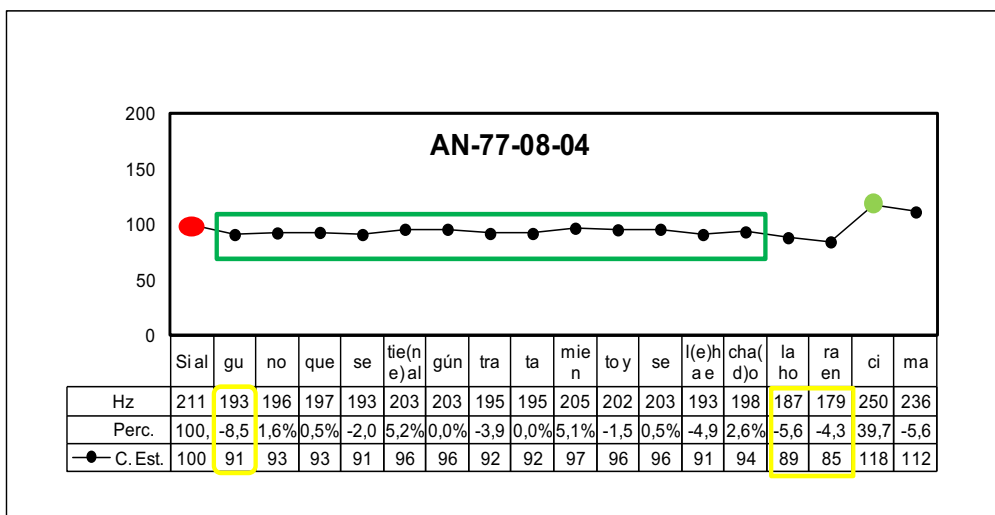 200
AN-77-08-04
150
100
50
0
Si al gu no que se tie(n e) al gún tra ta mie n to y se l(e)h a e cha( d)o la ho ra en ci ma
Hz 211 193 196 197 193 203 203 195 195 205 202 203 193 198 187 179 250 236
Perc. 100, -8,5 1,6% 0,5% -2,0 5,2% 0,0% -3,9 0,0% 5,1% -1,5 0,5% -4,9 2,6% -5,6 -4,3 39,7 -5,6
C. Est. 100 91 93 93 91 96 96 92 92 97 96 96 91 94 89 85 118 112